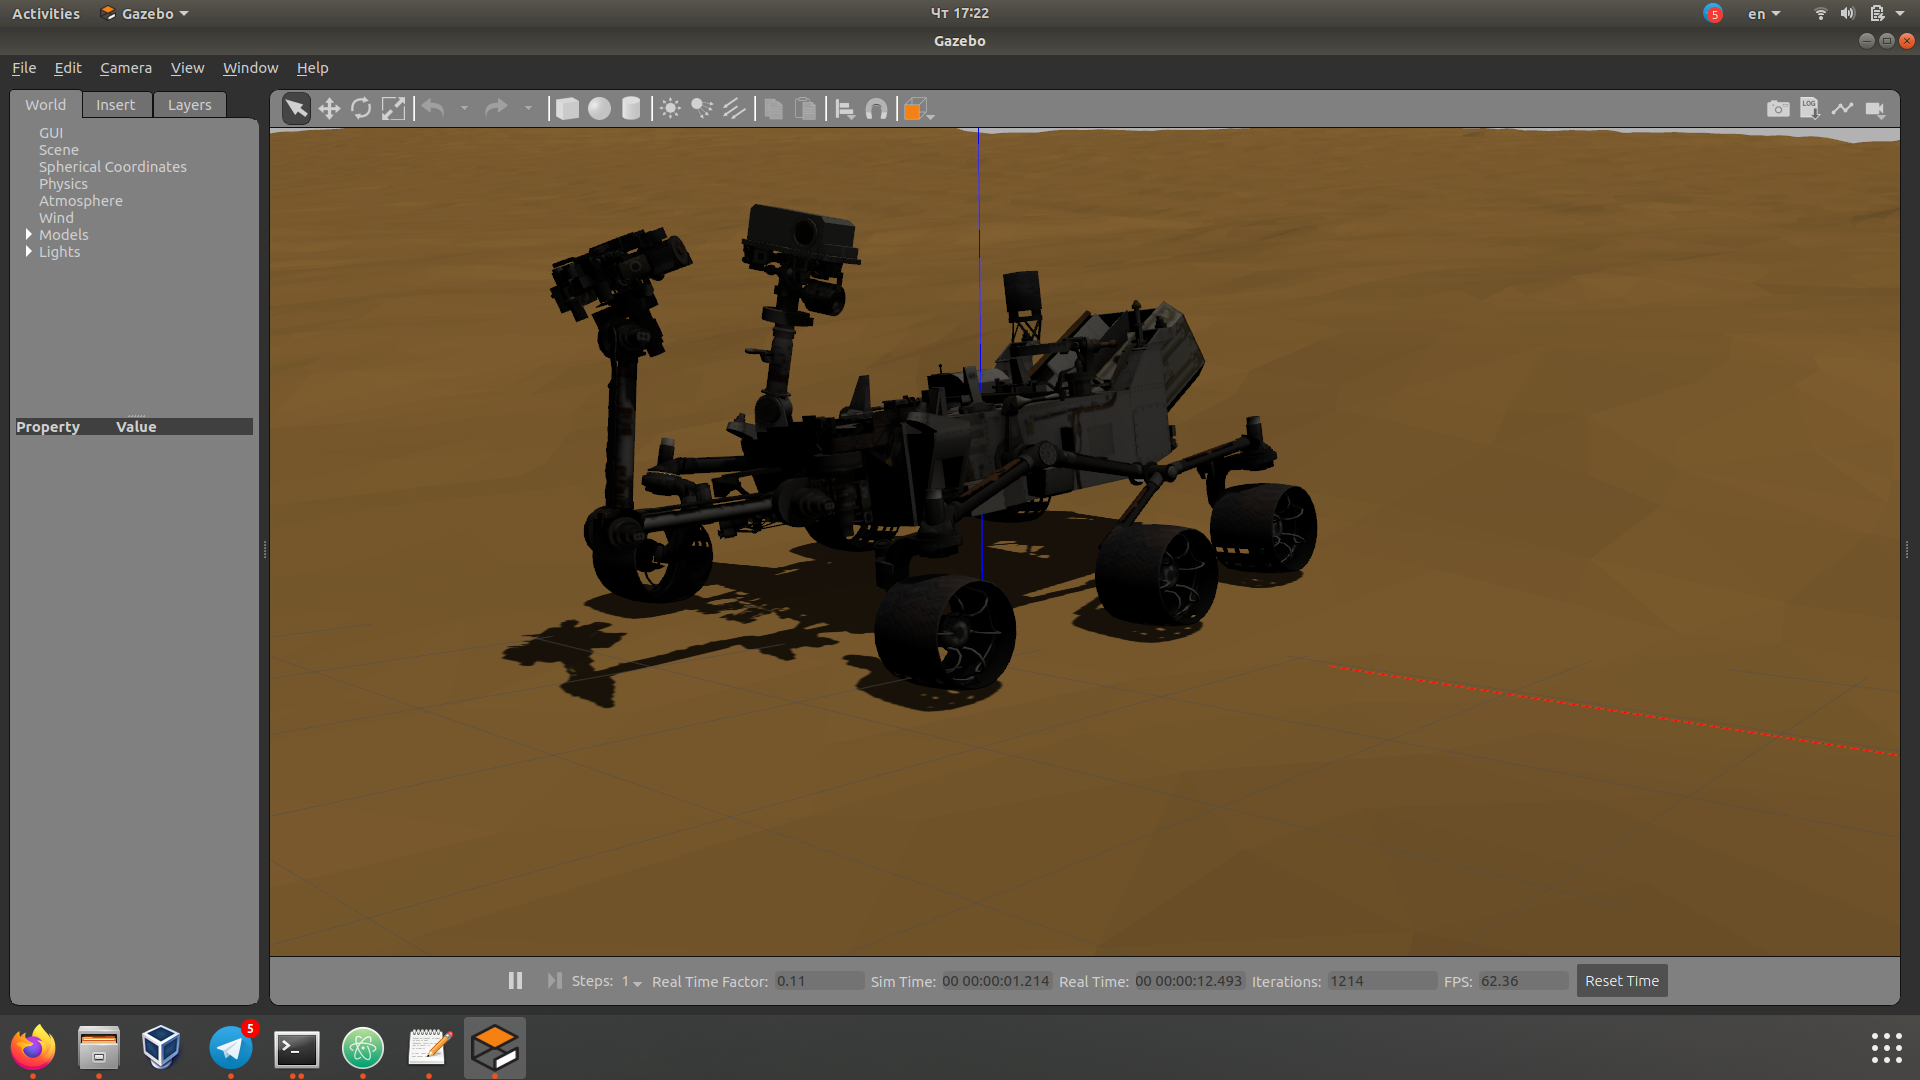 Activities Gazebo Чт 17:22 5 en
Gazebo
File Edit Camera View Window Help
World Insert Layers
LOG
GUI
Scene
Spherical Coordinates
Physics
Atmosphere
Wind
Models
Lights
Property Value
Steps: 1 Real Time Factor: 0.11 Sim Time: 00 00:00:01.214 Real Time: 00 00:00:12.493 Iterations: 1214 FPS: 62.36 Reset Time
5